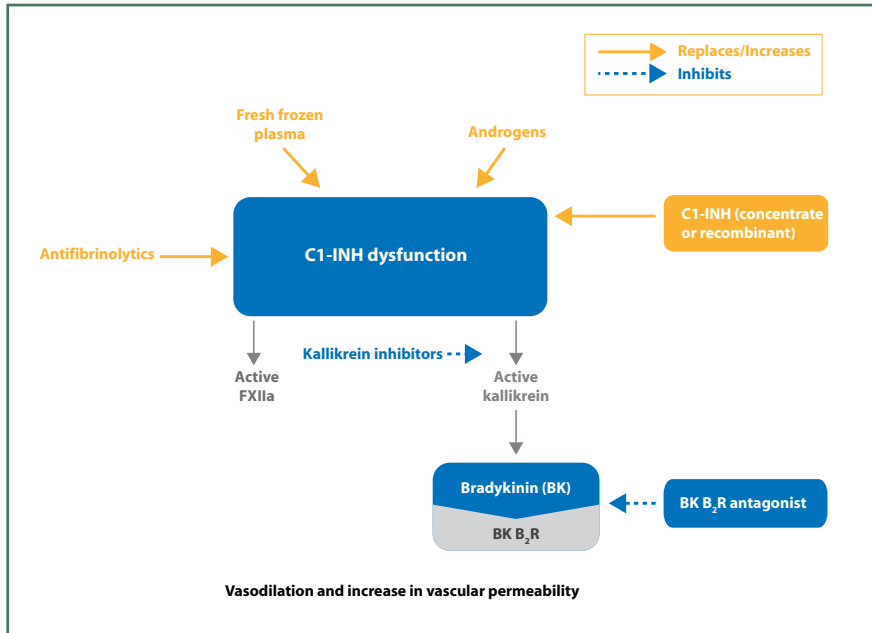 Replaces/Increases
Inhibits
Fresh frozen
plasma
Androgens
C1-INH (concentrate
or recombinant)
Antifibrinolytics
C1-INH dysfunction
Kallikrein inhibitors
Active
FXIIa
Active
kallikrein
Bradykinin (BK)
BK B₂R
BK B₂R antagonist
Vasodilation and increase in vascular permeability